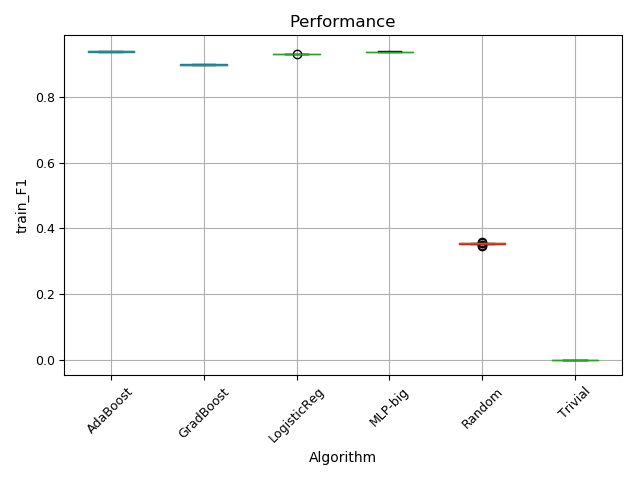 Performance
train_F1
0.8
0.6
0.4
0.2
0.0
AdaBoost
GradBoost
LogisticReg
MLP-big
Random
Trivial
Algorithm